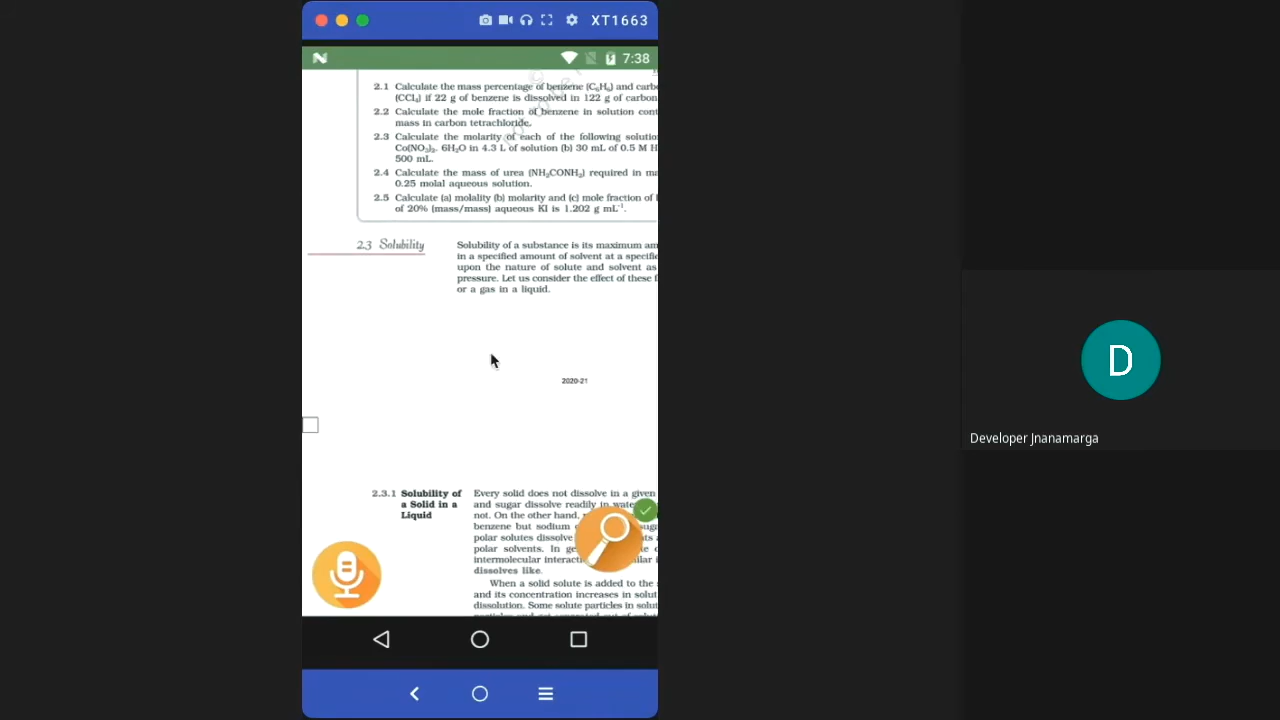 XT1663
7:38
2.1 Calculate the mass percentage of benzene (C₆H₆) and carb
(CCl₄) if 22 g of benzene is dissolved in 122 g of carbon
2.2 Calculate the mole fraction of benzene in solution cont
mass in carbon tetrachloride.
2.3 Calculate the molarity of each of the following solutio
Co(NO₃)₂. 6H₂O in 4.3 L of solution (b) 30 mL of 0.5 M H
500 mL.
2.4 Calculate the mass of urea (NH₂CONH₂) required in ma
0.25 molal aqueous solution.
2.5 Calculate (a) molality (b) molarity and (c) mole fraction of
of 20% (mass/mass) aqueous KI is 1.202 g mL⁻¹.
2.3 Solubility
Solubility of a substance is its maximum am
in a specified amount of solvent at a specifie
upon the nature of solute and solvent as
pressure. Let us consider the effect of these f
or a gas in a liquid.
2020-21
2.3.1 Solubility of
a Solid in a
Liquid
Every solid does not dissolve in a given
and sugar dissolve readily in wate
not. On the other hand,
benzene but sodium
polar solutes dissolve
polar solvents. In ge
intermolecular interact
dissolves like.
When a solid solute is added to the
and its concentration increases in solut
dissolution. Some solute particles in solut
D
Developer Jnanamarga